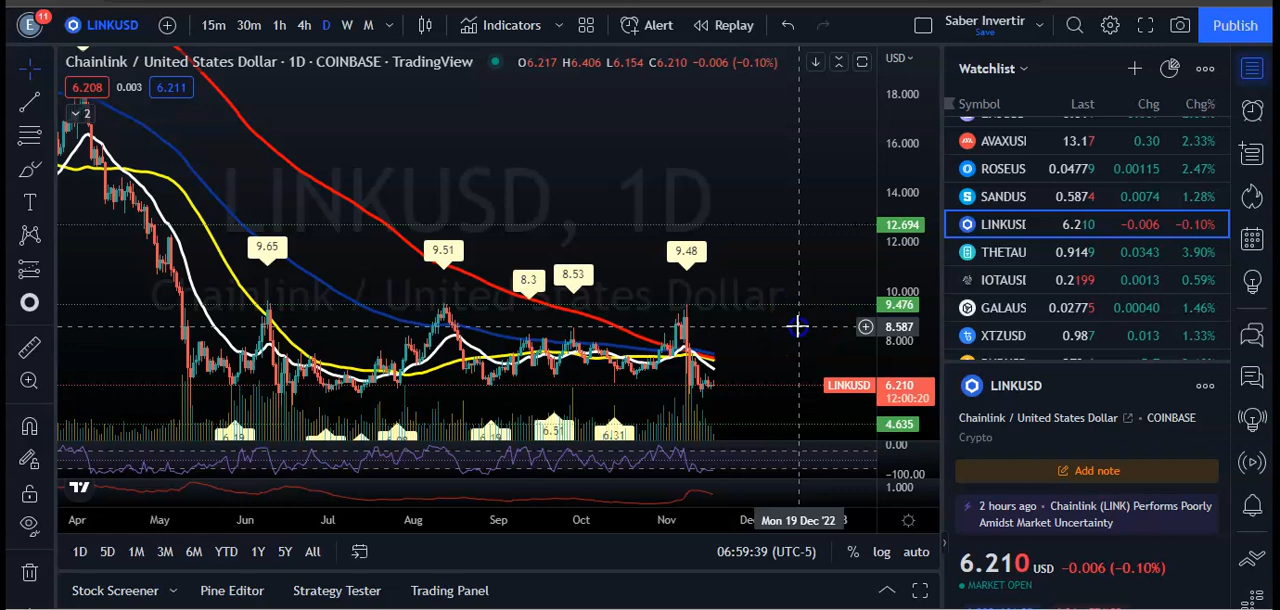 E 11 LINKUSD 15m 30m 1h 4h D W M Indicators Alert Replay Saber Invertir Save Publish
Chainlink / United States Dollar · 1D · COINBASE · TradingView O6.217 H6.406 L6.154 C6.210 -0.006 (-0.10%) USD
6.208 0.003 6.211
2
LINKUSD, 1D
Chainlink / United States Dollar
18.000
16.000
14.000
12.694
12.000
10.000
9.476
8.587
8.000
LINKUSD 6.210
12:00:20
4.635
0.00
-100.00
1.000
9.65
9.51
8.3
8.53
9.48
6.51
6.31
Apr May Jun Jul Aug Sep Oct Nov Mon 19 Dec '22
1D 5D 1M 3M 6M YTD 1Y 5Y All 06:59:39 (UTC-5) % log auto
Stock Screener Pine Editor Strategy Tester Trading Panel
Watchlist
Symbol Last Chg Chg%
AVAXUSI 13.17 0.30 2.33%
ROSEUS 0.04779 0.00115 2.47%
SANDUS 0.5874 0.0074 1.28%
LINKUSI 6.210 -0.006 -0.10%
THETAU 0.9149 0.0343 3.90%
IOTAUSI 0.2199 0.0013 0.59%
GALAUS 0.02775 0.00040 1.46%
XTZUSD 0.987 0.013 1.33%
LINKUSD
Chainlink / United States Dollar · COINBASE
Crypto
Add note
2 hours ago · Chainlink (LINK) Performs Poorly
Amidst Market Uncertainty
6.210 USD -0.006 (-0.10%)
MARKET OPEN